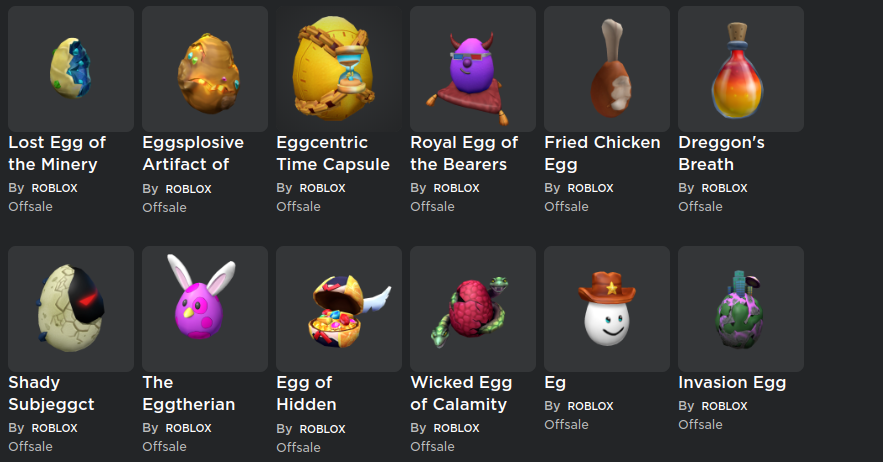 Lost Egg of
the Minery
By ROBLOX
Offsale
Eggsplosive
Artifact of
By ROBLOX
Offsale
Eggcentric
Time Capsule
By ROBLOX
Offsale
Royal Egg of
the Bearers
By ROBLOX
Offsale
Fried Chicken
Egg
By ROBLOX
Offsale
Dreggon's
Breath
By ROBLOX
Offsale
Shady
Subjeggct
By ROBLOX
Offsale
The
Eggtherian
By ROBLOX
Offsale
Egg of
Hidden
By ROBLOX
Offsale
Wicked Egg
of Calamity
By ROBLOX
Offsale
Eg
By ROBLOX
Offsale
Invasion Egg
By ROBLOX
Offsale